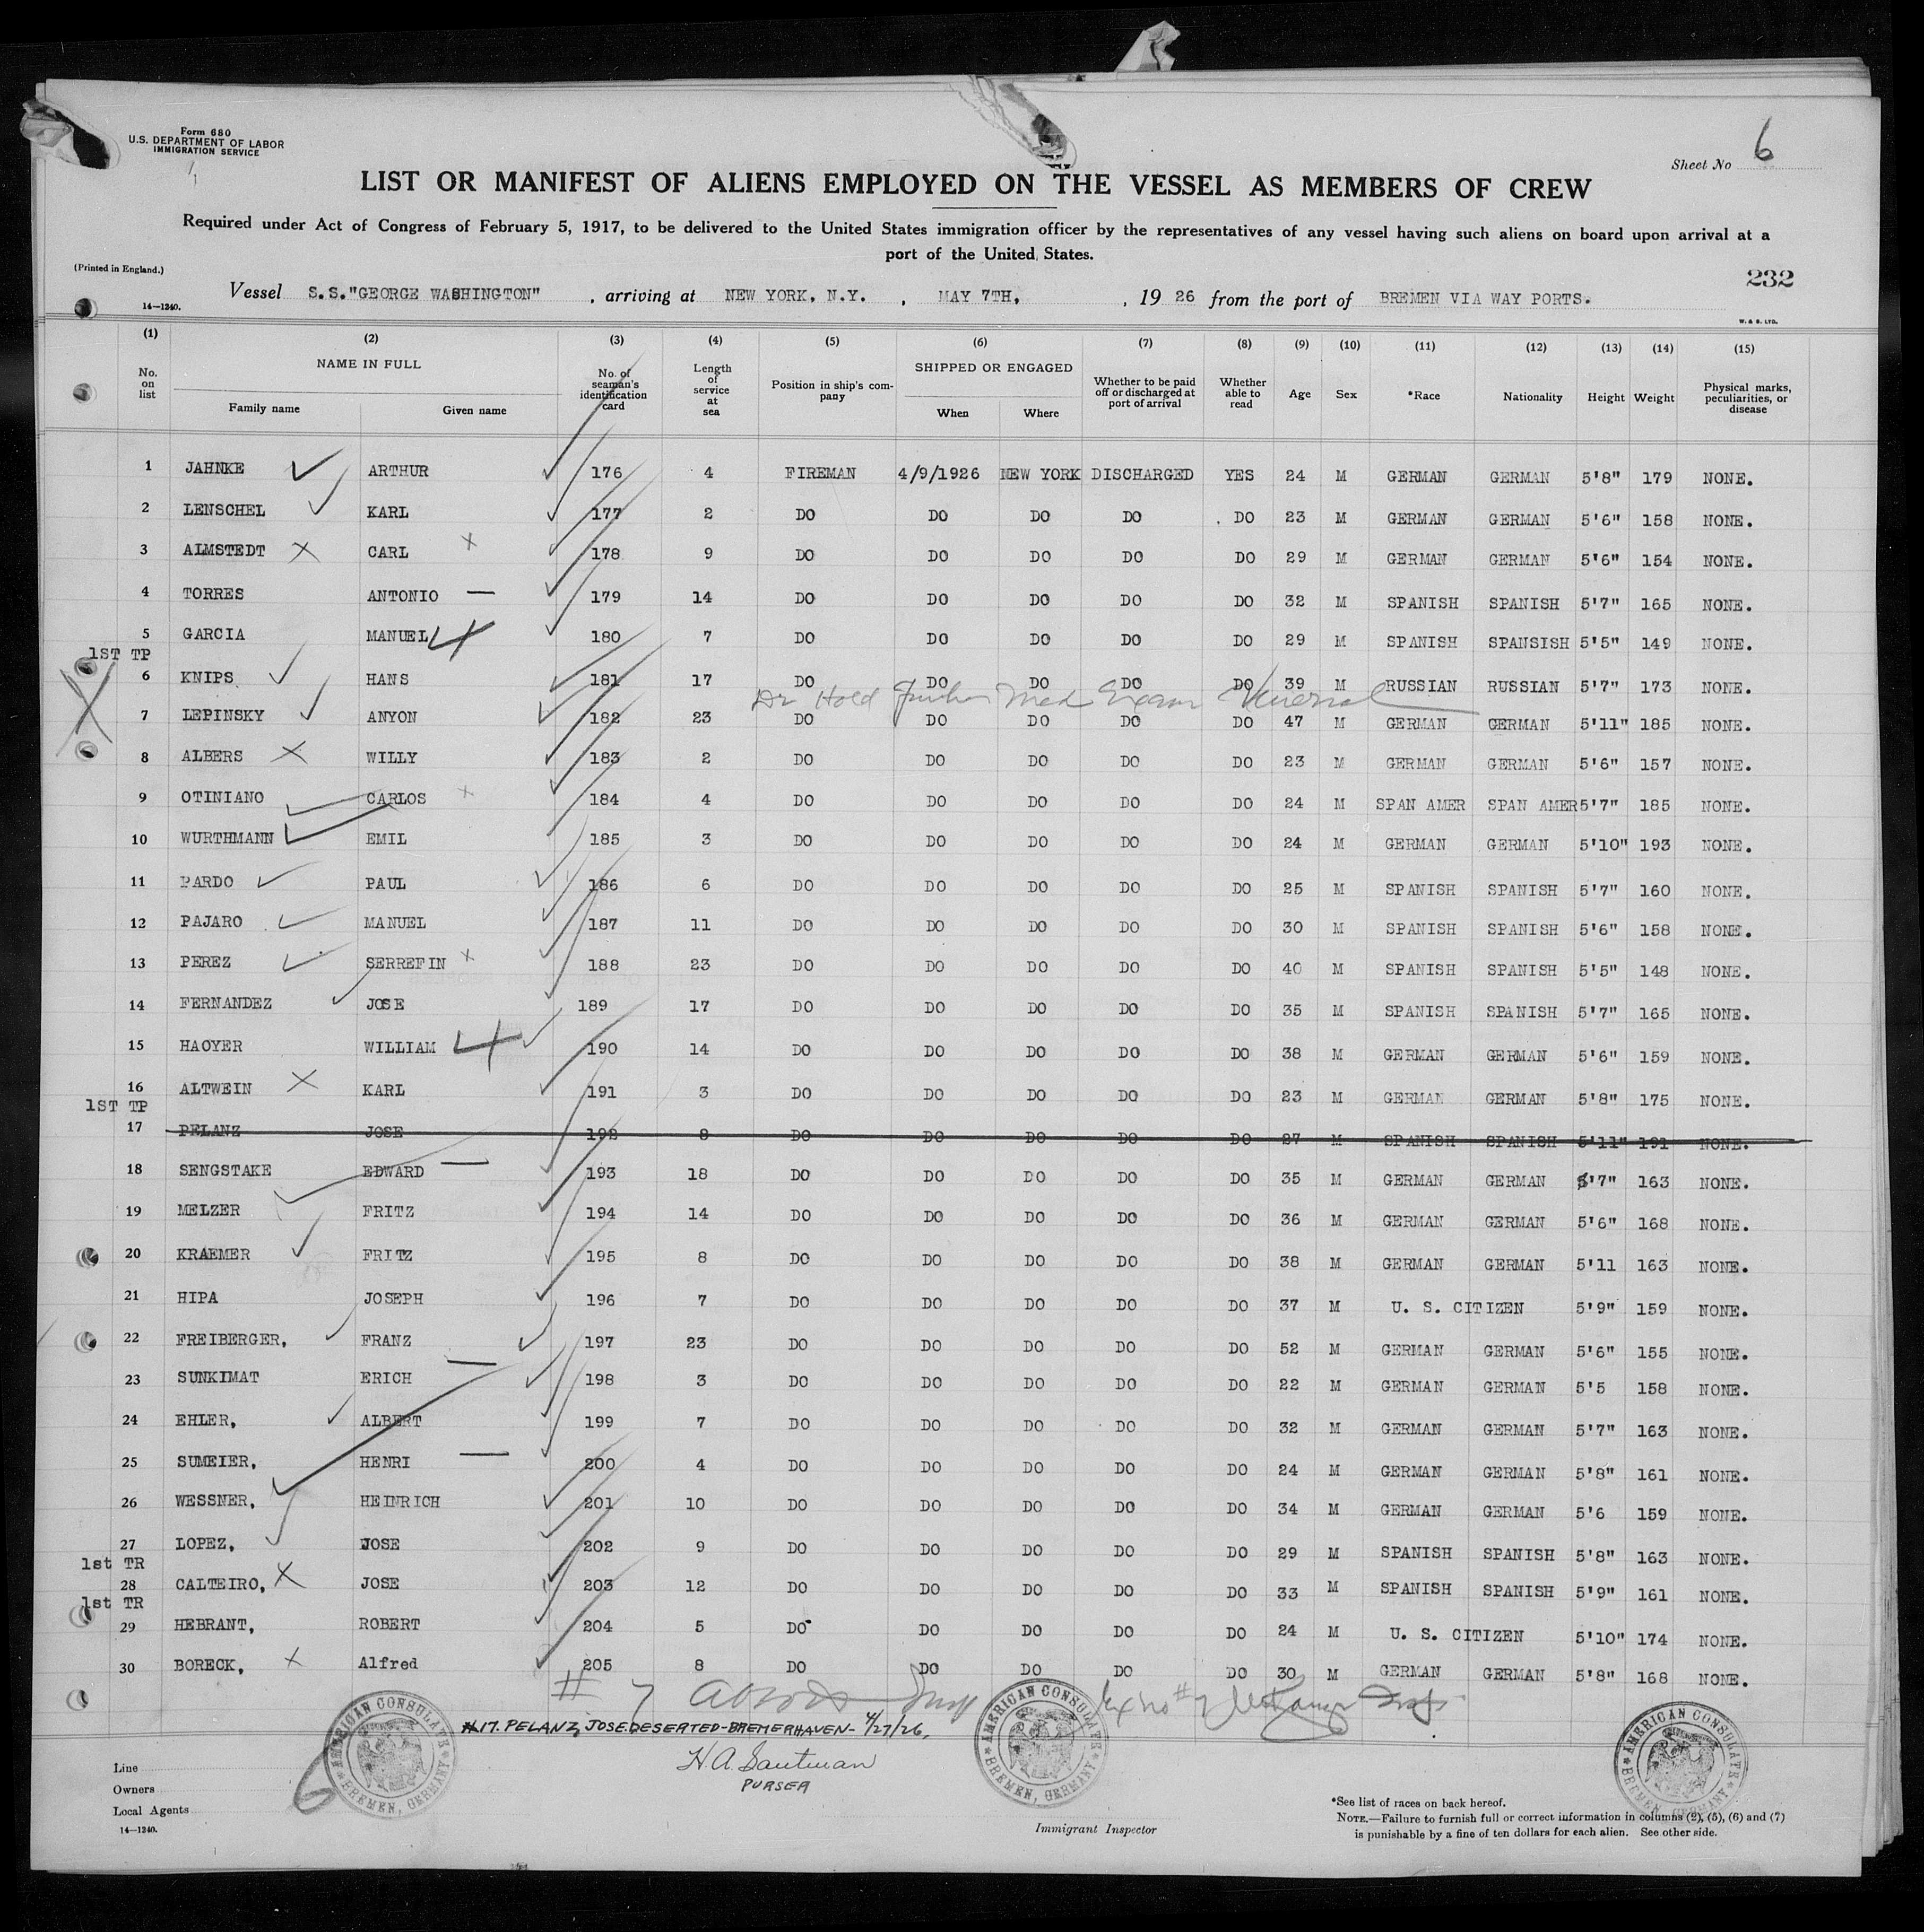 Form 680
U.S. DEPARTMENT OF LABOR
IMMIGRATION SERVICE
Sheet No 6
LIST OR MANIFEST OF ALIENS EMPLOYED ON THE VESSEL AS MEMBERS OF CREW
Required under Act of Congress of February 5, 1917, to be delivered to the United States immigration officer by the representatives of any vessel having such aliens on board upon arrival at a
port of the United States.
(Printed in England.)
232
14—1240.
Vessel S.S."GEORGE WASHINGTON" , arriving at NEW YORK, N.Y. , MAY 7TH, , 19 26 from the port of BREMEN VIA WAY PORTS.
W. & S. LTD.
(1) (2) (3) (4) (5) (6) (7) (8) (9) (10) (11) (12) (13) (14) (15)
No. on list NAME IN FULL Family name Given name No. of seaman's identification card Length of service at sea Position in ship's company SHIPPED OR ENGAGED When Where Whether to be paid off or discharged at port of arrival Whether able to read Age Sex *Race Nationality Height Weight Physical marks, peculiarities, or disease
1 JAHNKE ARTHUR 176 4 FIREMAN 4/9/1926 NEW YORK DISCHARGED YES 24 M GERMAN GERMAN 5'8" 179 NONE.
2 LENSCHEL KARL 177 2 DO DO DO DO DO 23 M GERMAN GERMAN 5'6" 158 NONE.
3 ALMSTEDT CARL 178 9 DO DO DO DO DO 29 M GERMAN GERMAN 5'6" 154 NONE.
4 TORRES ANTONIO 179 14 DO DO DO DO DO 32 M SPANISH SPANISH 5'7" 165 NONE.
5 GARCIA MANUEL 180 7 DO DO DO DO DO 29 M SPANISH SPANSISH 5'5" 149 NONE.
1ST TP
6 KNIPS HANS 181 17 DO DO DO DO DO 39 M RUSSIAN RUSSIAN 5'7" 173 NONE.
Dr Hold Further Med Exam Venereal
7 LEPINSKY ANYON 182 23 DO DO DO DO DO 47 M GERMAN GERMAN 5'11" 185 NONE.
8 ALBERS WILLY 183 2 DO DO DO DO DO 23 M GERMAN GERMAN 5'6" 157 NONE.
9 OTINIANO CARLOS 184 4 DO DO DO DO DO 24 M SPAN AMER SPAN AMER 5'7" 185 NONE.
10 WURTHMANN EMIL 185 3 DO DO DO DO DO 24 M GERMAN GERMAN 5'10" 193 NONE.
11 PARDO PAUL 186 6 DO DO DO DO DO 25 M SPANISH SPANISH 5'7" 160 NONE.
12 PAJARO MANUEL 187 11 DO DO DO DO DO 30 M SPANISH SPANISH 5'6" 158 NONE.
13 PEREZ SERREFIN 188 23 DO DO DO DO DO 40 M SPANISH SPANISH 5'5" 148 NONE.
14 FERNANDEZ JOSE 189 17 DO DO DO DO DO 35 M SPANISH SPANISH 5'7" 165 NONE.
15 HAOYER WILLIAM 190 14 DO DO DO DO DO 38 M GERMAN GERMAN 5'6" 159 NONE.
16 ALTWEIN KARL 191 3 DO DO DO DO DO 23 M GERMAN GERMAN 5'8" 175 NONE.
1ST TP
17 PELANZ JOSE 192 8 DO DO DO DO DO 27 M SPANISH SPANISH 5'11" 191 NONE.
18 SENGSTAKE EDWARD 193 18 DO DO DO DO DO 35 M GERMAN GERMAN 5'7" 163 NONE.
19 MELZER FRITZ 194 14 DO DO DO DO DO 36 M GERMAN GERMAN 5'6" 168 NONE.
20 KRAEMER FRITZ 195 8 DO DO DO DO DO 38 M GERMAN GERMAN 5'11 163 NONE.
21 HIPA JOSEPH 196 7 DO DO DO DO DO 37 M U. S. CITIZEN 5'9" 159 NONE.
22 FREIBERGER, FRANZ 197 23 DO DO DO DO DO 52 M GERMAN GERMAN 5'6" 155 NONE.
23 SUNKIMAT ERICH 198 3 DO DO DO DO DO 22 M GERMAN GERMAN 5'5 158 NONE.
24 EHLER, ALBERT 199 7 DO DO DO DO DO 32 M GERMAN GERMAN 5'7" 163 NONE.
25 SUMEIER, HENRI 200 4 DO DO DO DO DO 24 M GERMAN GERMAN 5'8" 161 NONE.
26 WESSNER, HEINRICH 201 10 DO DO DO DO DO 34 M GERMAN GERMAN 5'6 159 NONE.
27 LOPEZ, JOSE 202 9 DO DO DO DO DO 29 M SPANISH SPANISH 5'8" 163 NONE.
1st TR
28 CALTEIRO, JOSE 203 12 DO DO DO DO DO 33 M SPANISH SPANISH 5'9" 161 NONE.
1st TR
29 HEBRANT, ROBERT 204 5 DO DO DO DO DO 24 M U. S. CITIZEN 5'10" 174 NONE.
30 BORECK, Alfred 205 8 DO DO DO DO DO 30 M GERMAN GERMAN 5'8" 168 NONE.
# 7
#17. PELANZ, JOSE DESERTED-BREMERHAVEN- 4/27/26.
H.A. Sautman
PURSER
AMERICAN CONSULATE BREMEN, GERMANY
AMERICAN CONSULATE BREMEN, GERMANY
AMERICAN CONSULATE BREMEN, GERMANY
6
Line
Owners
Local Agents
14—1240.
Immigrant Inspector
*See list of races on back hereof.
NOTE.—Failure to furnish full or correct information in columns (2), (5), (6) and (7)
is punishable by a fine of ten dollars for each alien. See other side.